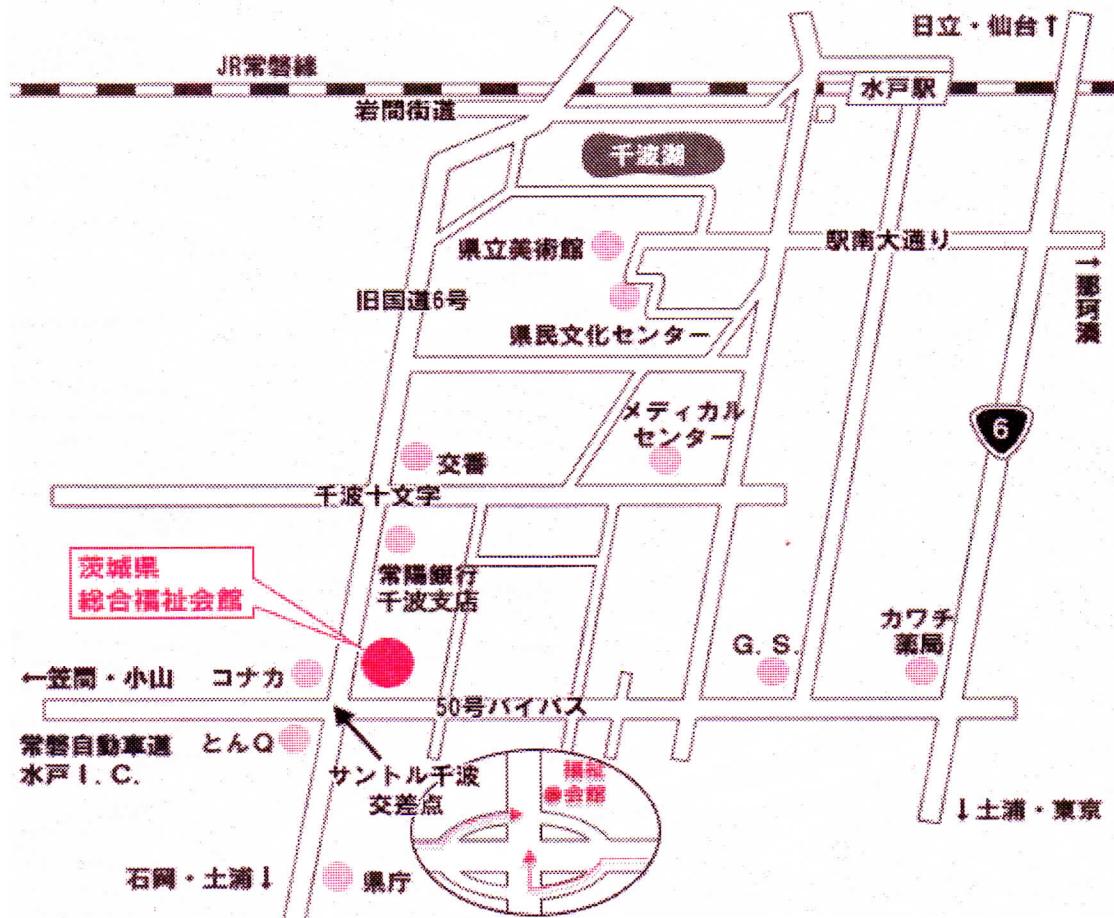 日立・仙台↑
JR常磐線
水戸駅
岩間街道
千波湖
県立美術館
駅南大通り
↑那珂湊
旧国道6号
県民文化センター
メディカル
センター
6
交番
千波十文字
茨城県
総合福祉会館
常陽銀行
千波支店
カワチ
薬局
G.S.
←笠間・小山
コナカ
50号バイパス
常磐自動車道
水戸I.C.
とんQ
サントル千波
交差点
福祉
会館
↓土浦・東京
石岡・土浦↓
県庁